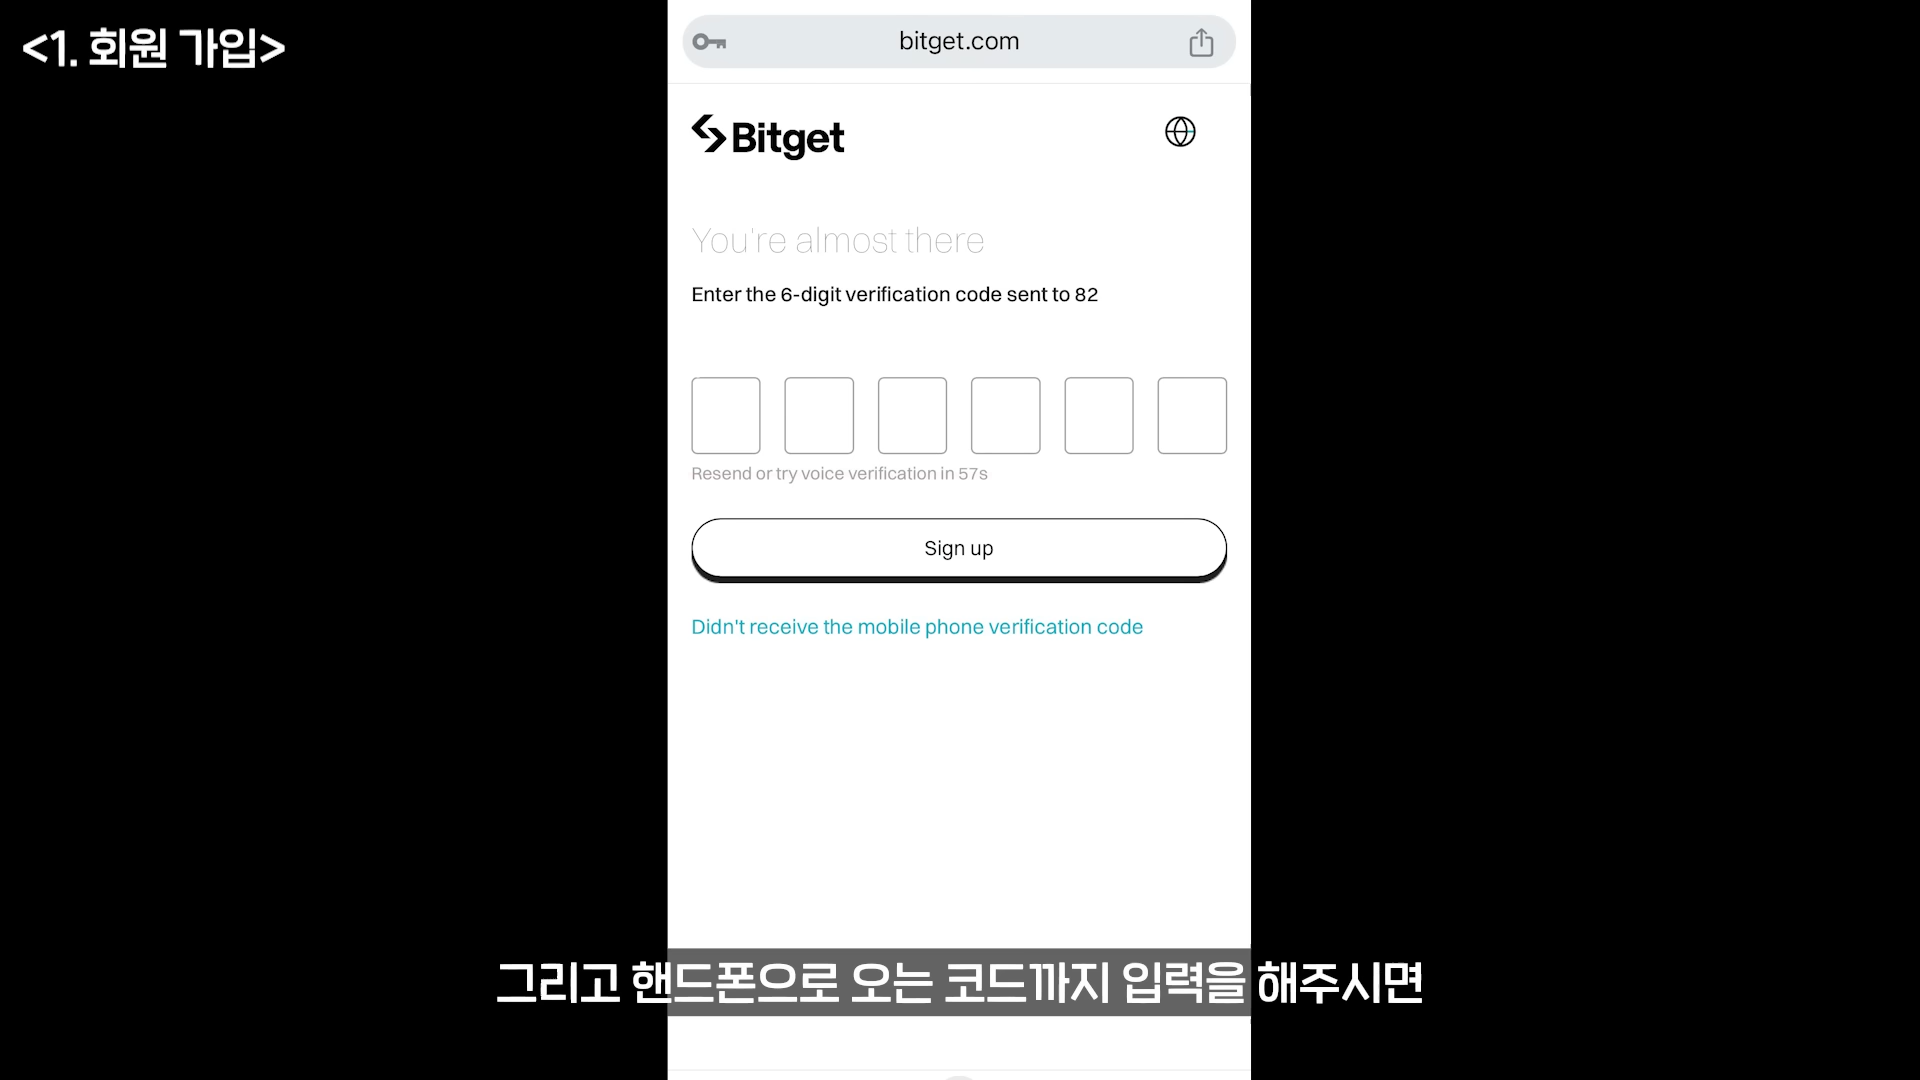 <1. 회원 가입>
bitget.com
Bitget
You're almost there
Enter the 6-digit verification code sent to 82
Resend or try voice verification in 57s
Sign up
Didn't receive the mobile phone verification code
그리고 핸드폰으로 오는 코드까지 입력을 해주시면